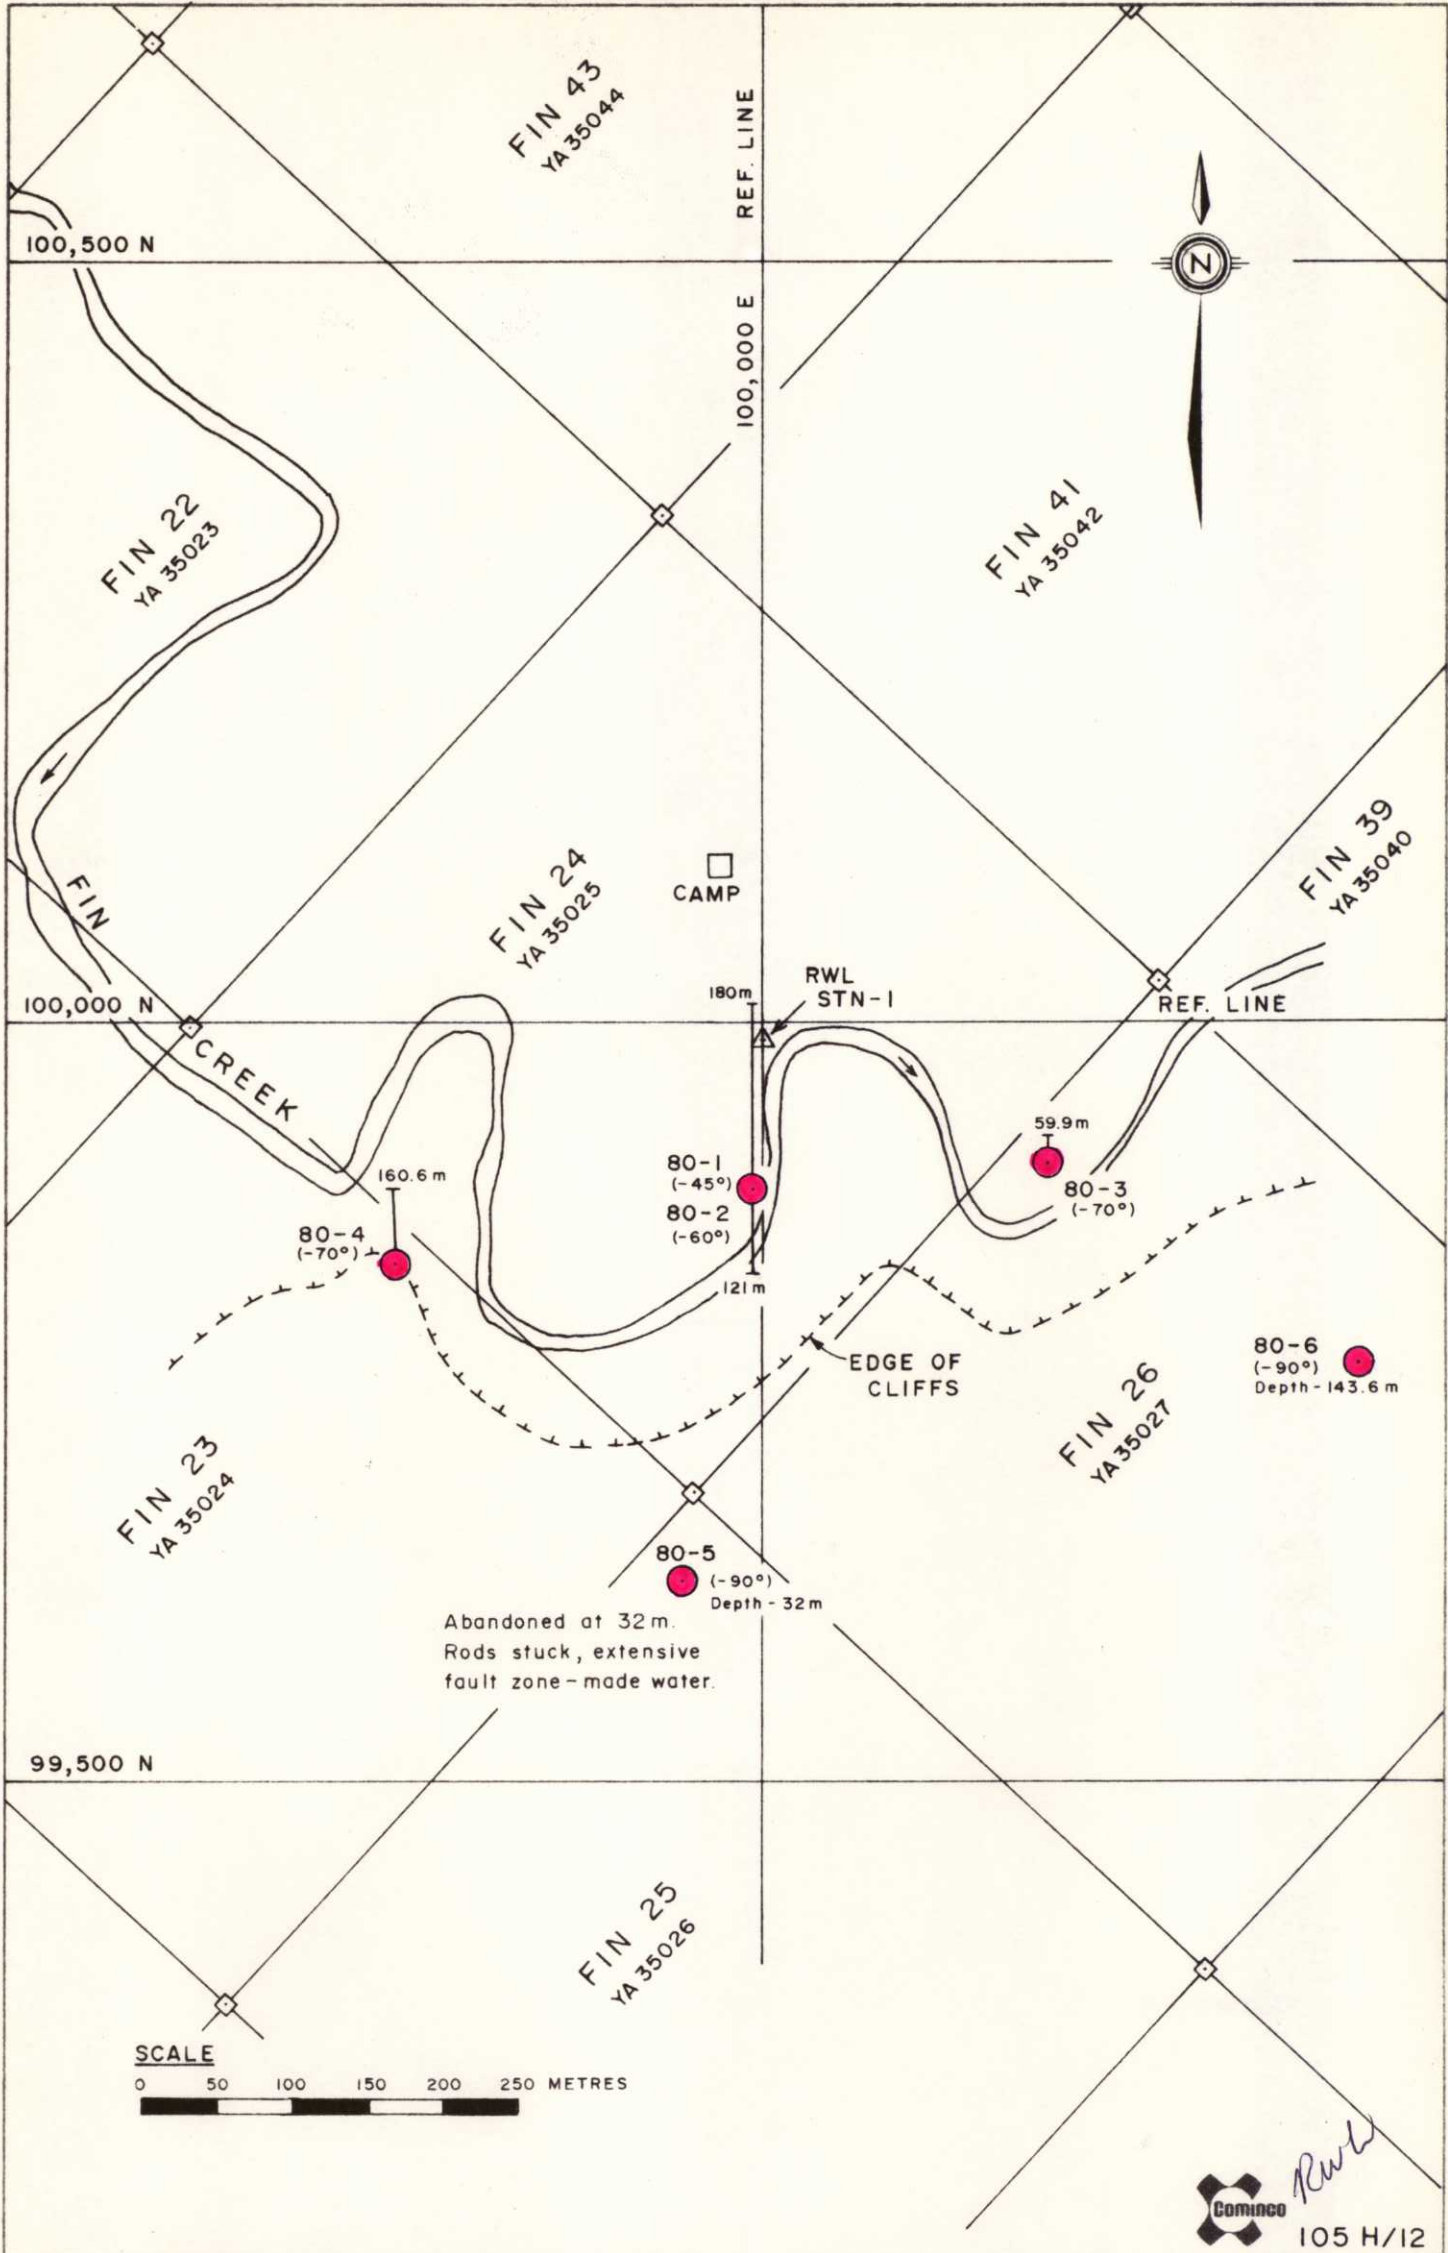 FIN 43
YA 35044
REF. LINE
N
100,500 N
100,000 E
FIN 22
YA 35023
FIN 41
YA 35042
FIN 39
YA 35040
FIN 24
YA 35025
CAMP
FIN
CREEK
RWL
STN-1
180m
100,000 N
REF. LINE
59.9m
80-1
(-45°)
80-2
(-60°)
80-3
(-70°)
160.6 m
80-4
(-70°)
121 m
EDGE OF
CLIFFS
80-6
(-90°)
Depth - 143.6 m
FIN 26
YA 35027
FIN 23
YA 35024
80-5
(-90°)
Depth - 32m
Abandoned at 32m.
Rods stuck, extensive
fault zone - made water.
99,500 N
FIN 25
YA 35026
SCALE
0 50 100 150 200 250 METRES
RWL
Cominco
105 H/12